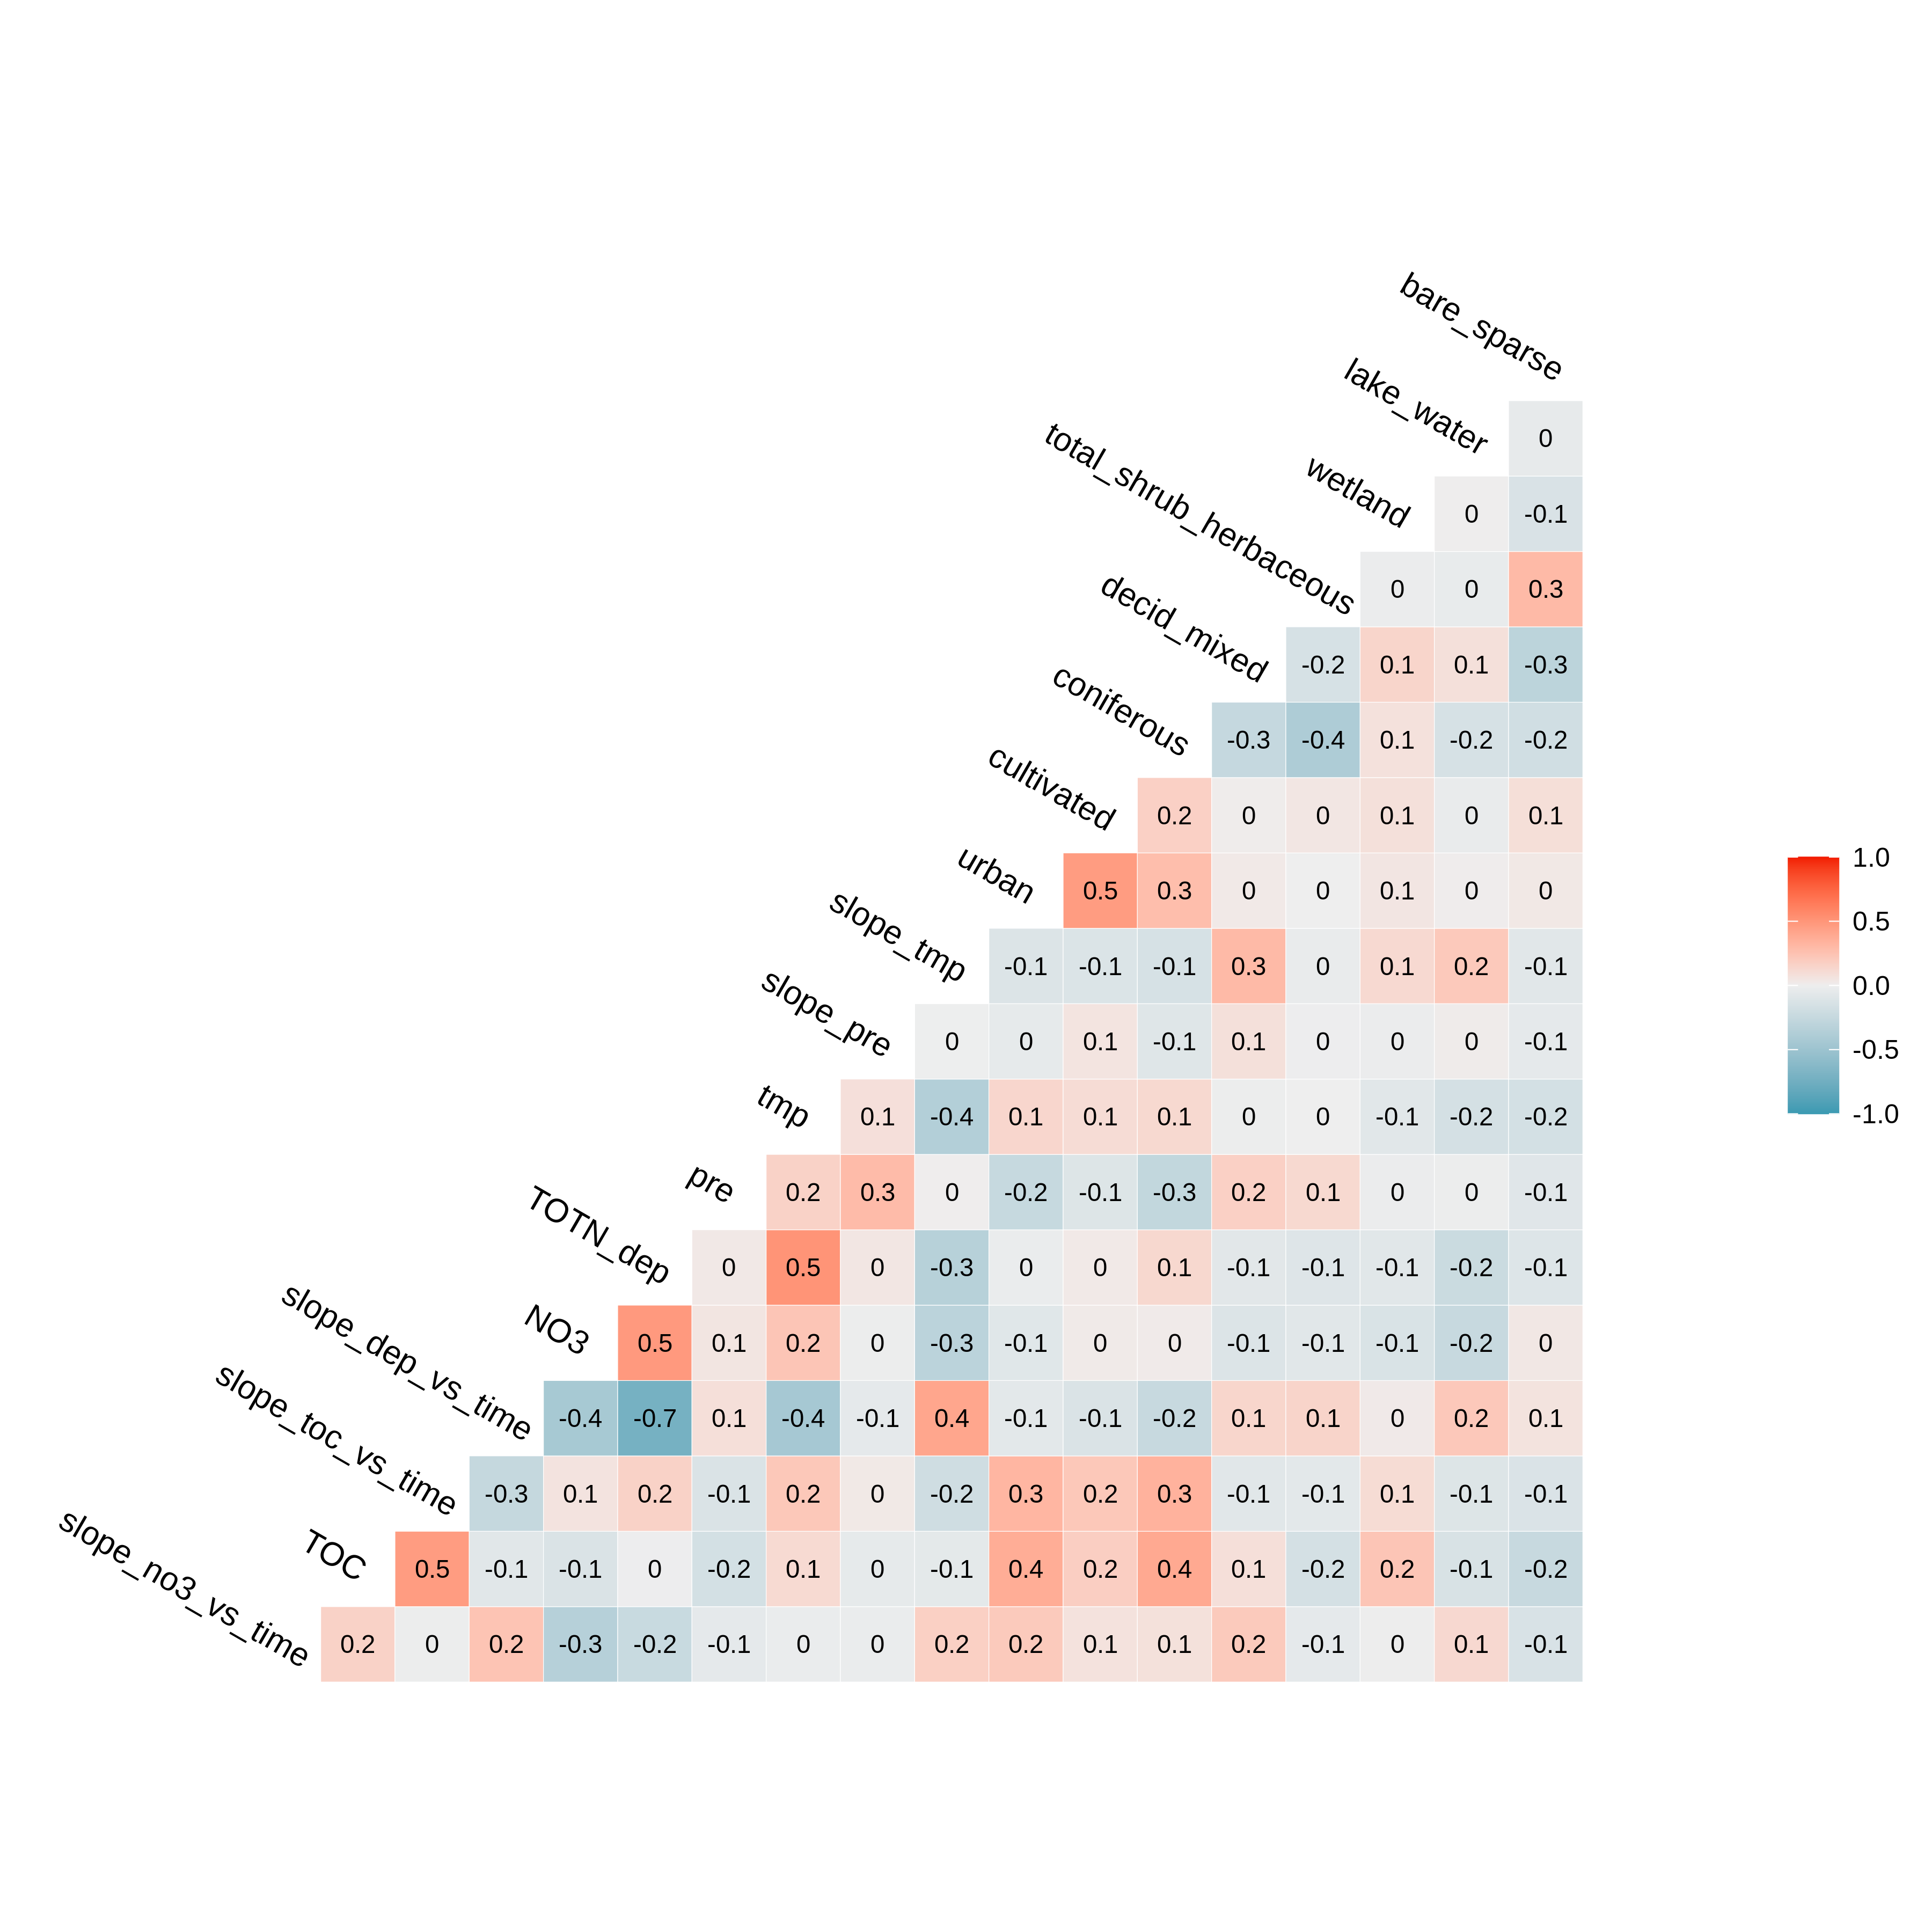 bare_sparse
lake_water 0
wetland 0 -0.1
total_shrub_herbaceous 0 0 0.3
decid_mixed -0.2 0.1 0.1 -0.3
coniferous -0.3 -0.4 0.1 -0.2 -0.2
cultivated 0.2 0 0 0.1 0 0.1
urban 0.5 0.3 0 0 0.1 0 0
slope_tmp -0.1 -0.1 -0.1 0.3 0 0.1 0.2 -0.1
slope_pre 0 0 0.1 -0.1 0.1 0 0 0 -0.1
tmp 0.1 -0.4 0.1 0.1 0.1 0 0 -0.1 -0.2 -0.2
pre 0.2 0.3 0 -0.2 -0.1 -0.3 0.2 0.1 0 0 -0.1
TOTN_dep 0 0.5 0 -0.3 0 0 0.1 -0.1 -0.1 -0.1 -0.2 -0.1
NO3 0.5 0.1 0.2 0 -0.3 -0.1 0 0 -0.1 -0.1 -0.1 -0.2 0
slope_dep_vs_time -0.4 -0.7 0.1 -0.4 -0.1 0.4 -0.1 -0.1 -0.2 0.1 0.1 0 0.2 0.1
slope_toc_vs_time -0.3 0.1 0.2 -0.1 0.2 0 -0.2 0.3 0.2 0.3 -0.1 -0.1 0.1 -0.1 -0.1
TOC 0.5 -0.1 -0.1 0 -0.2 0.1 0 -0.1 0.4 0.2 0.4 0.1 -0.2 0.2 -0.1 -0.2
slope_no3_vs_time 0.2 0 0.2 -0.3 -0.2 -0.1 0 0 0.2 0.2 0.1 0.1 0.2 -0.1 0 0.1 -0.1
1.0
0.5
0.0
-0.5
-1.0